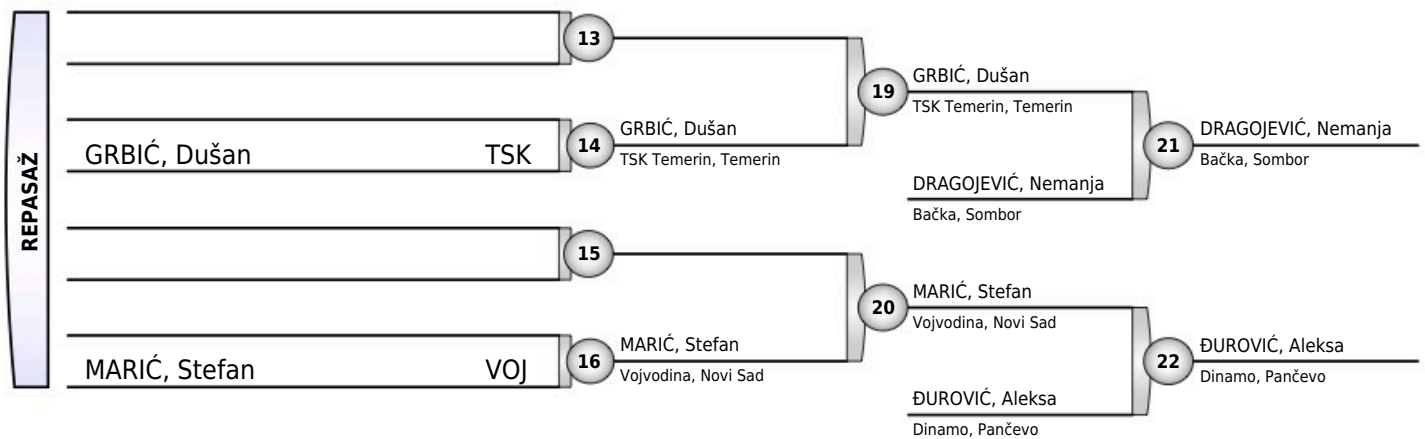 REPASAŽ
13
GRBIĆ, Dušan TSK
14
GRBIĆ, Dušan
TSK Temerin, Temerin
19
GRBIĆ, Dušan
TSK Temerin, Temerin
DRAGOJEVIĆ, Nemanja
Bačka, Sombor
21
DRAGOJEVIĆ, Nemanja
Bačka, Sombor
15
MARIĆ, Stefan VOJ
16
MARIĆ, Stefan
Vojvodina, Novi Sad
20
MARIĆ, Stefan
Vojvodina, Novi Sad
ĐUROVIĆ, Aleksa
Dinamo, Pančevo
22
ĐUROVIĆ, Aleksa
Dinamo, Pančevo